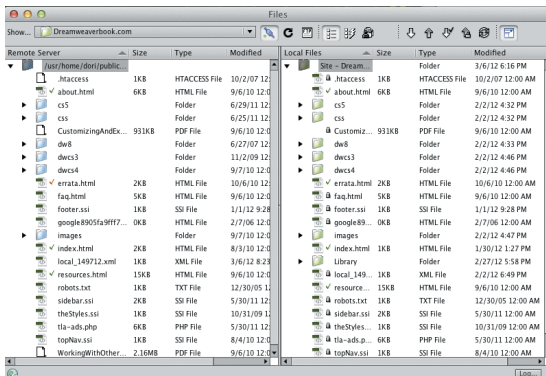 Files
Show... Dreamweaverbook.com
Remote Server Size Type Modified
/usr/home/dori/public...
.htaccess 1KB HTACCESS File 10/2/07 12:
about.html 6KB HTML File 9/6/10 12:0
cs5 Folder 6/29/11 12:
css Folder 6/25/11 12:
CustomizingAndEx... 931KB PDF File 9/6/10 12:0
dw8 Folder 6/27/07 12:
dwcs3 Folder 11/2/09 12:
dwcs4 Folder 9/7/10 12:0
errata.html 2KB HTML File 10/6/10 12:
faq.html 5KB HTML File 9/6/10 12:0
footer.ssi 1KB SSI File 1/1/12 9:28
google8905fa9fff7... 0KB HTML File 2/7/06 12:0
images Folder 9/7/10 12:0
index.html 2KB HTML File 8/3/10 12:0
local_149712.xml 1KB XML File 3/6/12 8:23
resources.html 15KB HTML File 9/6/10 12:0
robots.txt 1KB TXT File 12/30/05 1:
sidebar.ssi 2KB SSI File 5/30/11 12:
theStyles.ssi 1KB SSI File 10/31/09 1:
tla-ads.php 6KB PHP File 5/30/11 12:
topNav.ssi 1KB SSI File 8/4/10 12:0
WorkingWithOther... 2.16MB PDF File 9/6/10 12:0
Local Files Size Type Modified
Site - Dream... Folder 3/6/12 6:16 PM
.htaccess 1KB HTACCESS File 10/2/07 12:00 AM
about.html 6KB HTML File 9/6/10 12:00 AM
cs5 Folder 2/2/12 4:32 PM
css Folder 2/2/12 4:32 PM
Customiz... 931KB PDF File 9/6/10 12:00 AM
dw8 Folder 2/2/12 4:33 PM
dwcs3 Folder 2/2/12 4:46 PM
dwcs4 Folder 2/2/12 4:46 PM
errata.html 2KB HTML File 10/6/10 12:00 AM
faq.html 5KB HTML File 9/6/10 12:00 AM
footer.ssi 1KB SSI File 1/1/12 9:28 PM
google89... 0KB HTML File 2/7/06 12:00 AM
images Folder 2/2/12 4:47 PM
index.html 2KB HTML File 1/30/12 1:27 PM
Library Folder 2/27/12 5:58 PM
local_149... 1KB XML File 2/2/12 6:49 PM
resource... 15KB HTML File 9/6/10 12:00 AM
robots.txt 1KB TXT File 12/30/05 12:00 AM
sidebar.ssi 2KB SSI File 5/30/11 12:00 AM
theStyles... 1KB SSI File 10/31/09 12:00 AM
tla-ads.p... 6KB PHP File 5/30/11 12:00 AM
topNav.ssi 1KB SSI File 8/4/10 12:00 AM
Log...